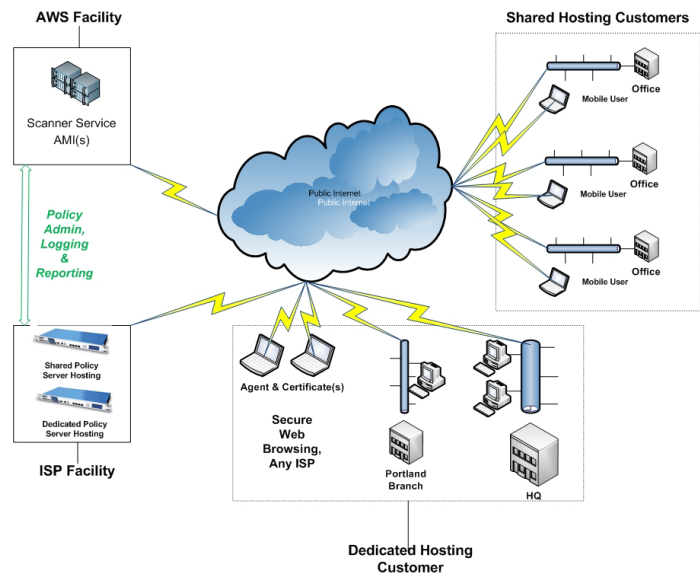 AWS Facility
Shared Hosting Customers
Scanner Service
AMI(s)
Office
Mobile User
Office
Mobile User
Office
Mobile User
Public Internet
Public Internet
Policy
Admin,
Logging
&
Reporting
Shared Policy
Server Hosting
Dedicated Policy
Server Hosting
ISP Facility
Agent & Certificate(s)
Secure
Web
Browsing,
Any ISP
Portland
Branch
HQ
Dedicated Hosting
Customer